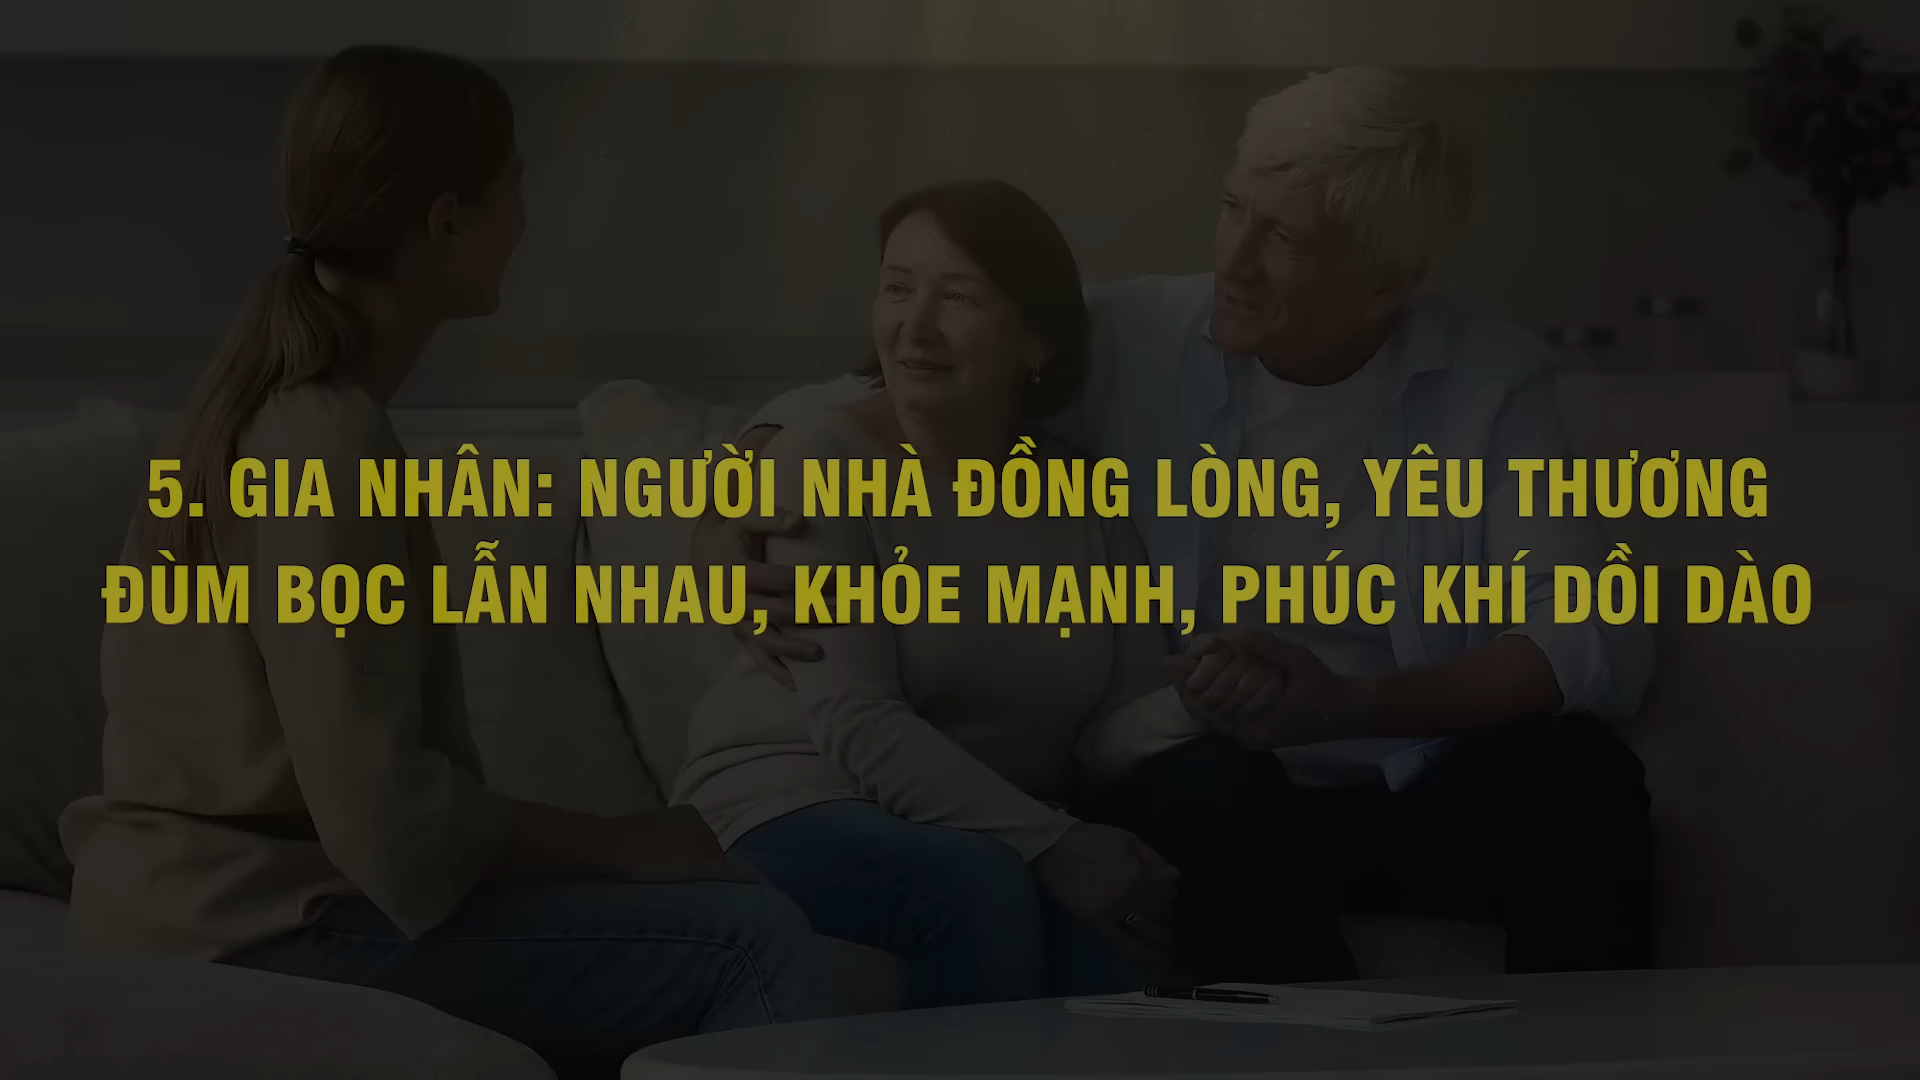 5. GIA NHÂN: NGƯỜI NHÀ ĐỒNG LÒNG, YÊU THƯƠNG
ĐÙM BỌC LẪN NHAU, KHỎE MẠNH, PHÚC KHÍ DỒI DÀO